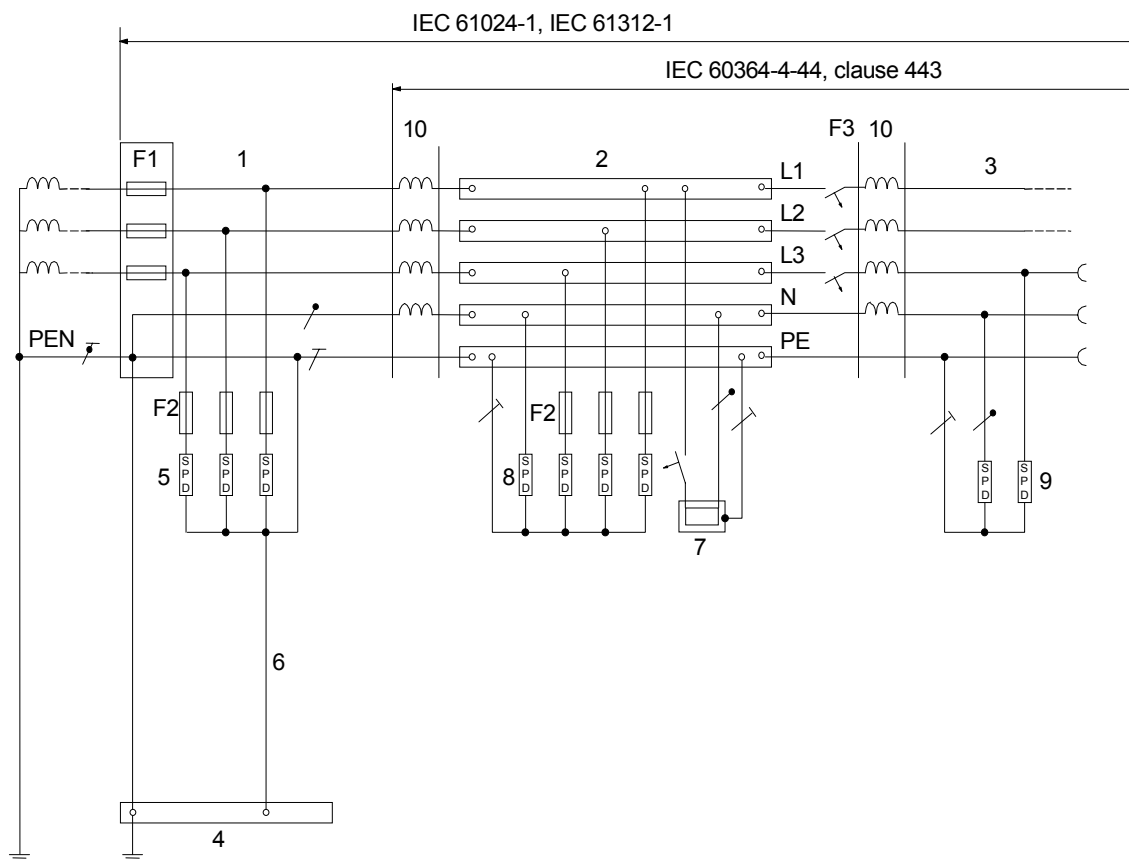 IEC 61024-1, IEC 61312-1
IEC 60364-4-44, clause 443
10
F3
10
F1
1
2
3
L1
L2
L3
N
PEN
PE
F2
F2
5
SPD
SPD
SPD
8
SPD
SPD
SPD
SPD
SPD
SPD
9
7
6
4